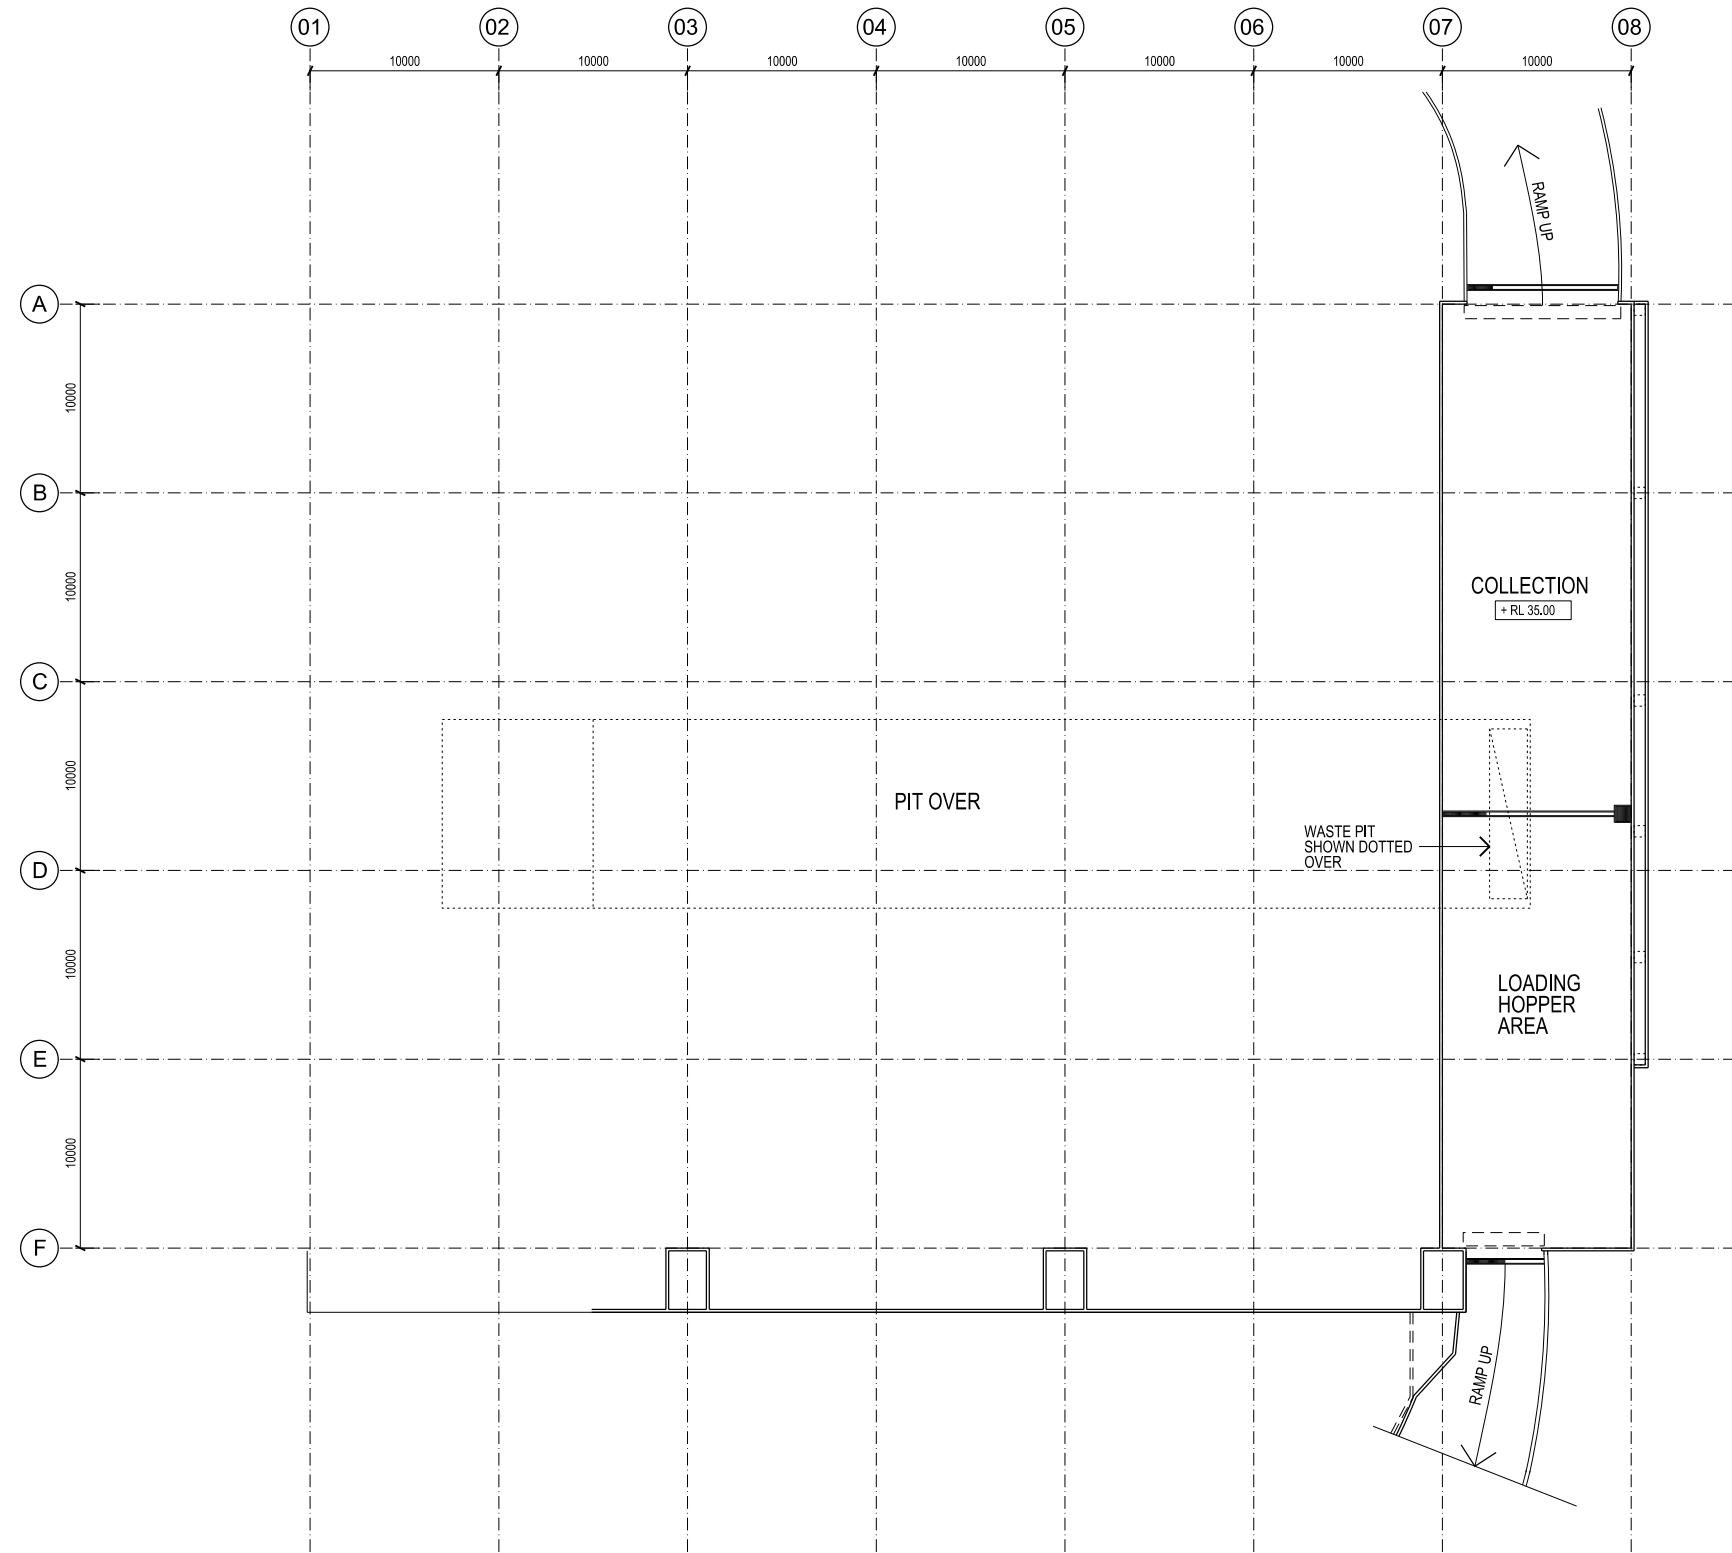 01 02 03 04 05 06 07 08
10000 10000 10000 10000 10000 10000 10000
RAMP UP
A
10000
B
10000
COLLECTION
+ RL 35.00
C
10000
PIT OVER
WASTE PIT
SHOWN DOTTED
OVER
D
10000
LOADING
HOPPER
AREA
E
10000
F
RAMP UP